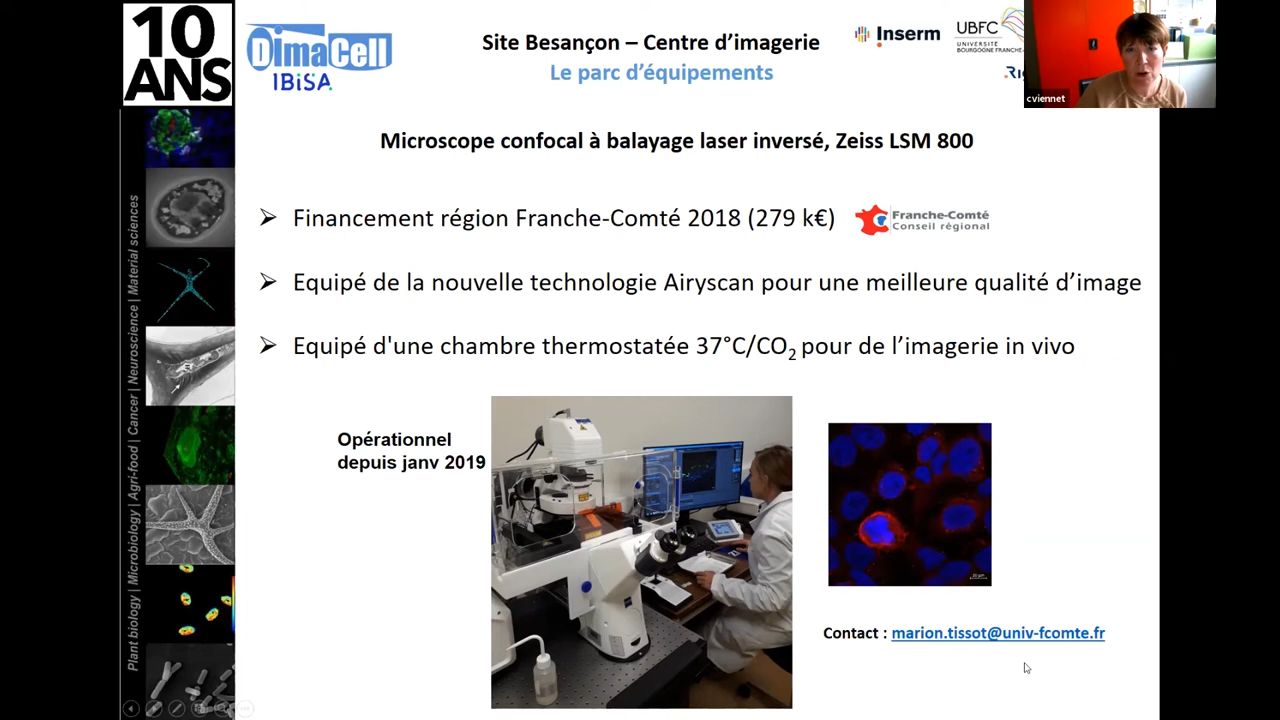 10
ANS
DimaCell
IBiSA
Site Besançon – Centre d’imagerie
Le parc d’équipements
Inserm
UBFC
UNIVERSITÉ
BOURGOGNE FRANCHE
cviennet
Microscope confocal à balayage laser inversé, Zeiss LSM 800
Financement région Franche-Comté 2018 (279 k€)
Franche-Comté
Conseil régional
Equipé de la nouvelle technologie Airyscan pour une meilleure qualité d’image
Equipé d'une chambre thermostatée 37°C/CO2 pour de l’imagerie in vivo
Opérationnel
depuis janv 2019
Contact : marion.tissot@univ-fcomte.fr
Plant biology | Microbiology | Agri-food | Cancer | Neuroscience | Material sciences